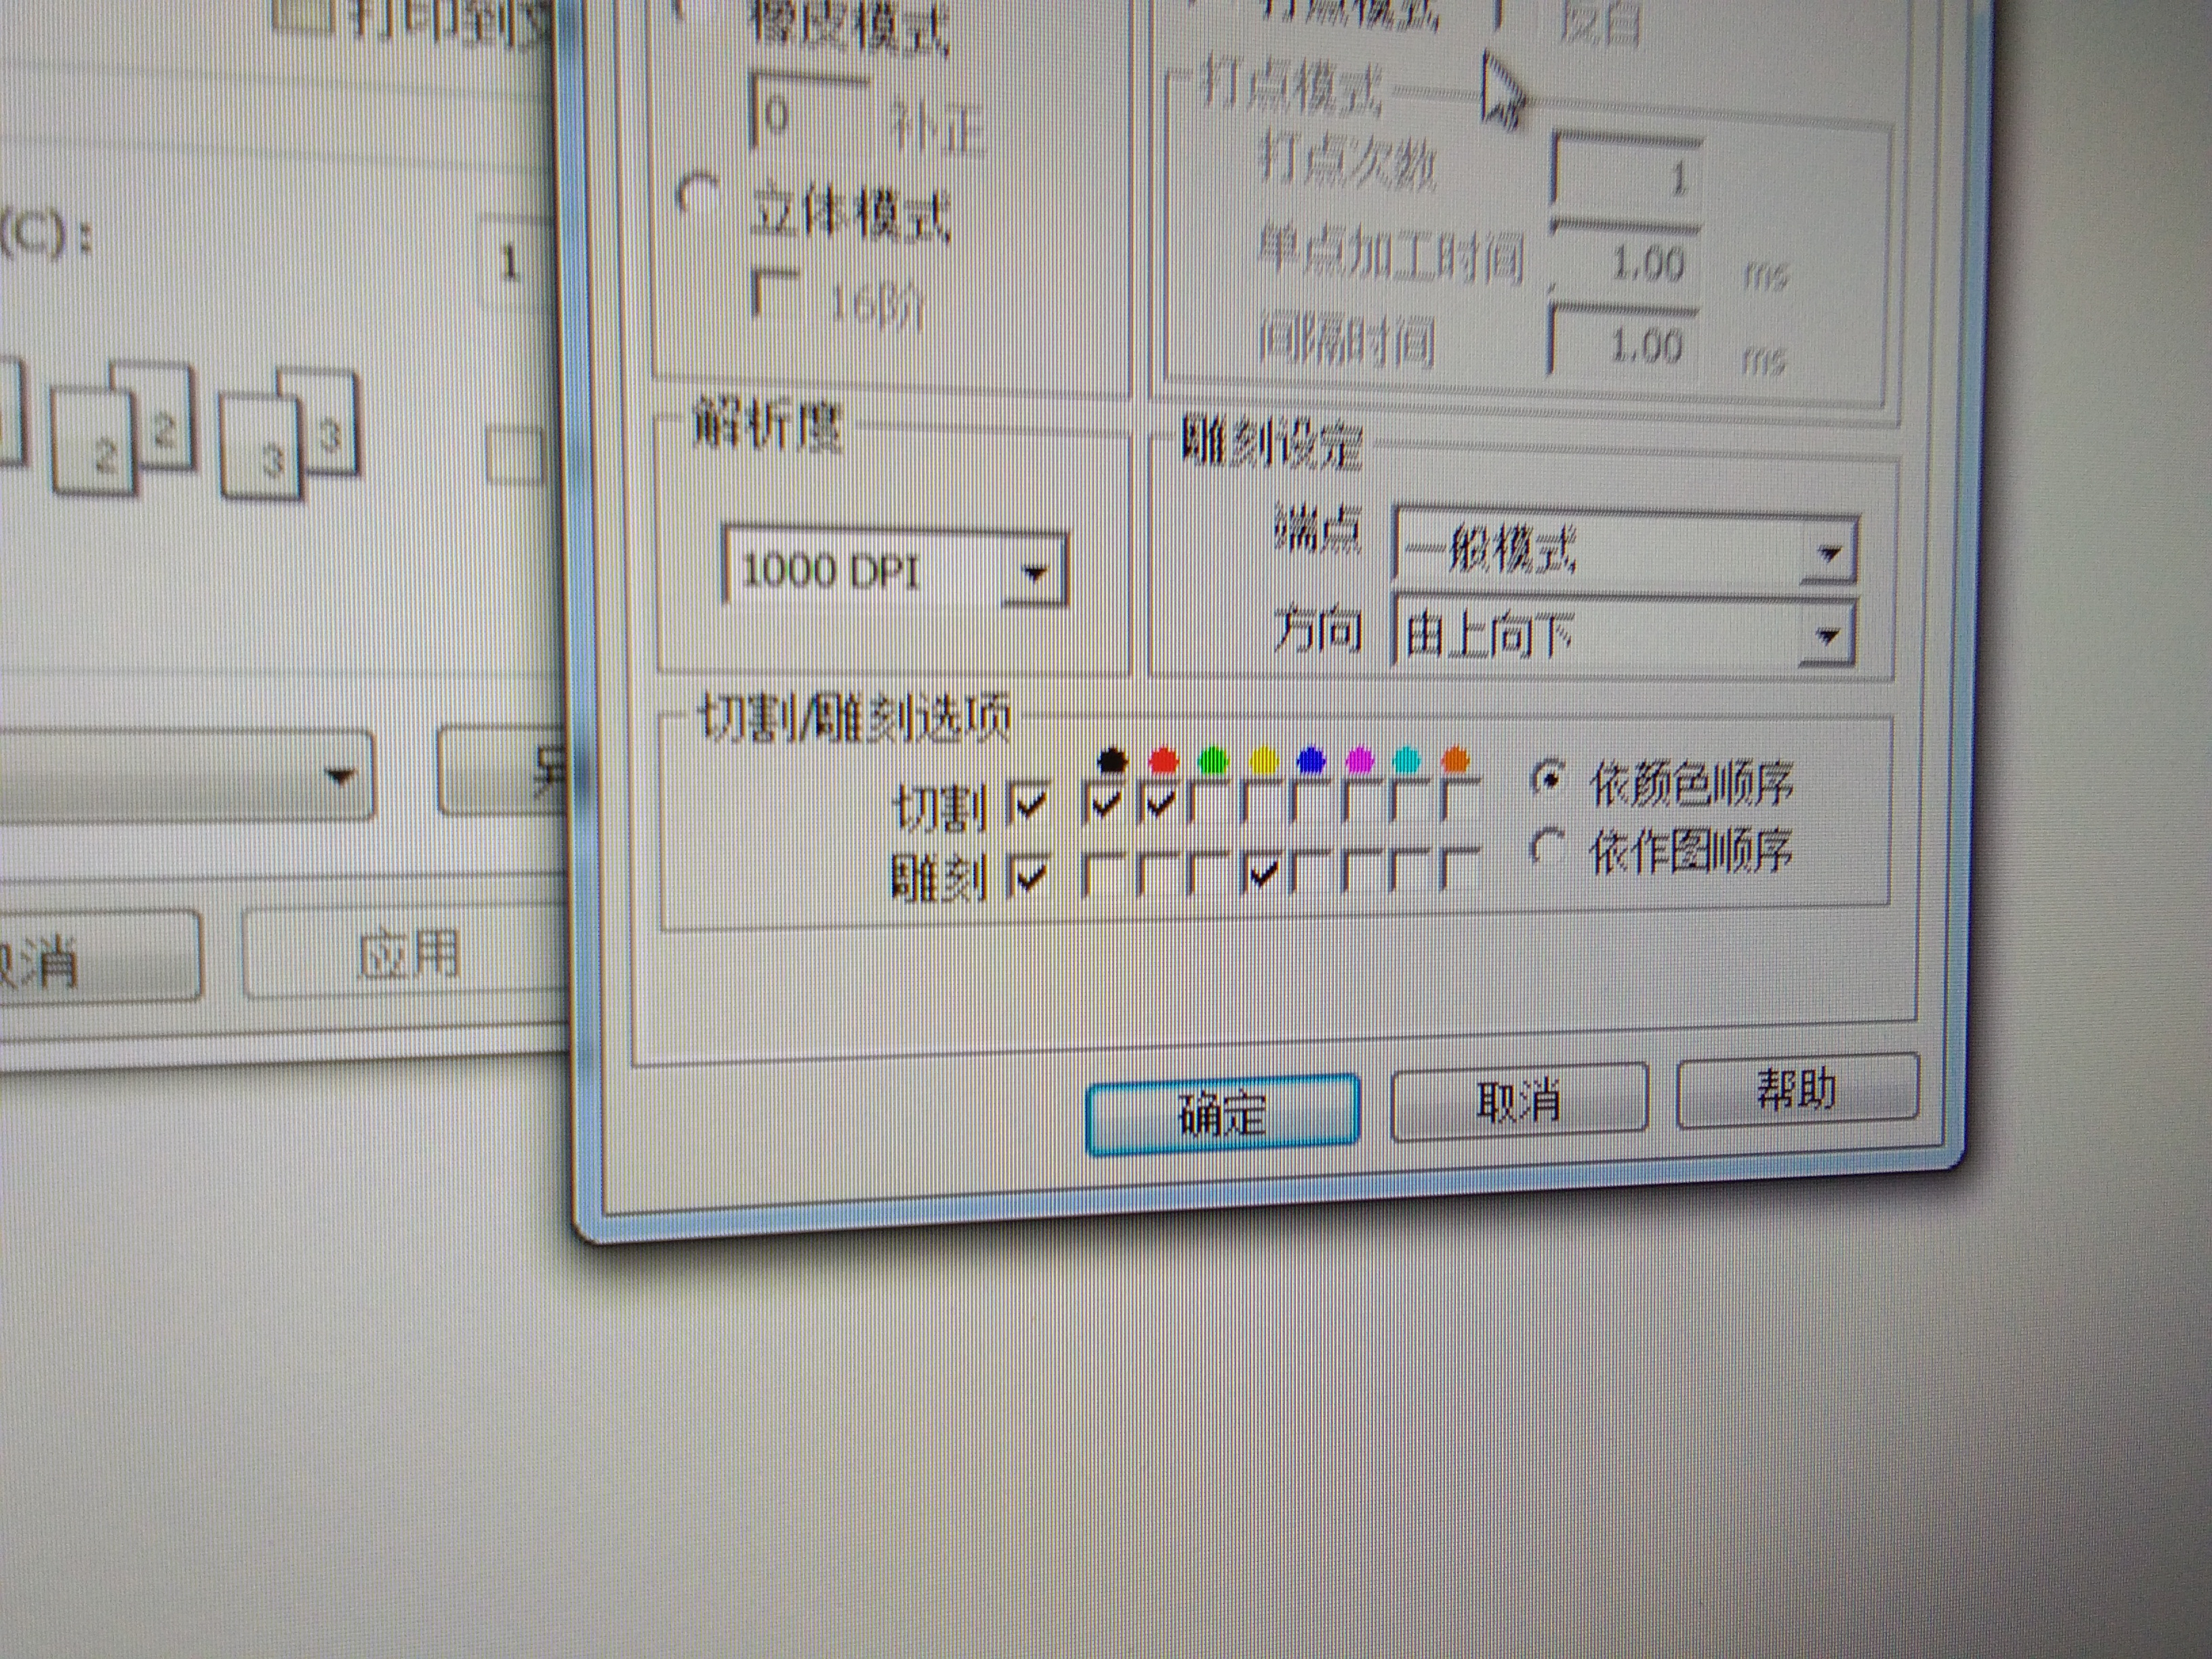 打印到文
(C):
1
2
2
3
3
取消
应用
橡皮模式
0
补正
立体模式
16阶
打点模式
反白
打点模式
打点次数
1
单点加工时间
1.00 ms
间隔时间
1.00 ms
解析度
1000 DPI
雕刻设定
端点
一般模式
方向
由上向下
切割/雕刻选项
切割
雕刻
依颜色顺序
依作图顺序
确定
取消
帮助